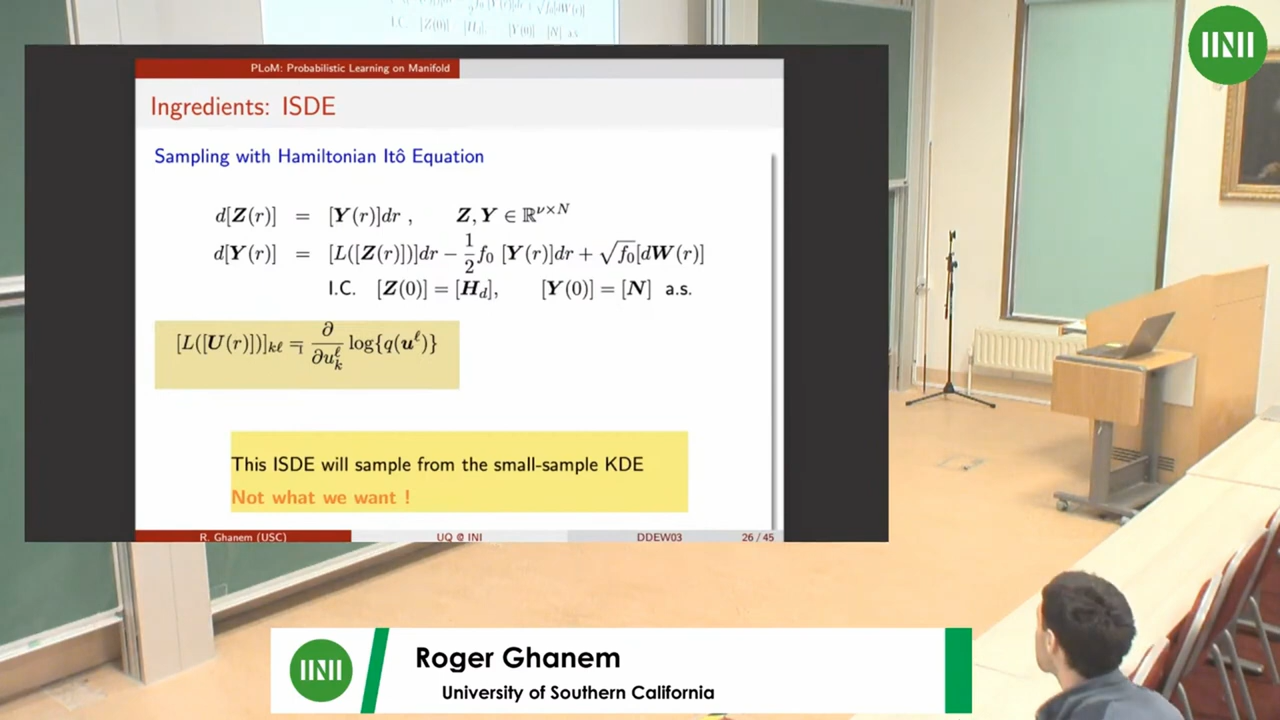 PLoM: Probabilistic Learning on Manifold
Ingredients: ISDE
Sampling with Hamiltonian Itô Equation
d[Z(r)] = [Y(r)]dr , Z, Y ∈ ℝ^{ν×N}
d[Y(r)] = [L([Z(r)])]dr − 1/2 f₀ [Y(r)]dr + √f₀[dW(r)]
I.C. [Z(0)] = [H_d], [Y(0)] = [N] a.s.
[L([U(r)])]_{kℓ} = ∂/∂u_k^ℓ log{q(u^ℓ)}
This ISDE will sample from the small-sample KDE
Not what we want !
R. Ghanem (USC) UQ @ INI DDEW03 26 / 45
Roger Ghanem
University of Southern California